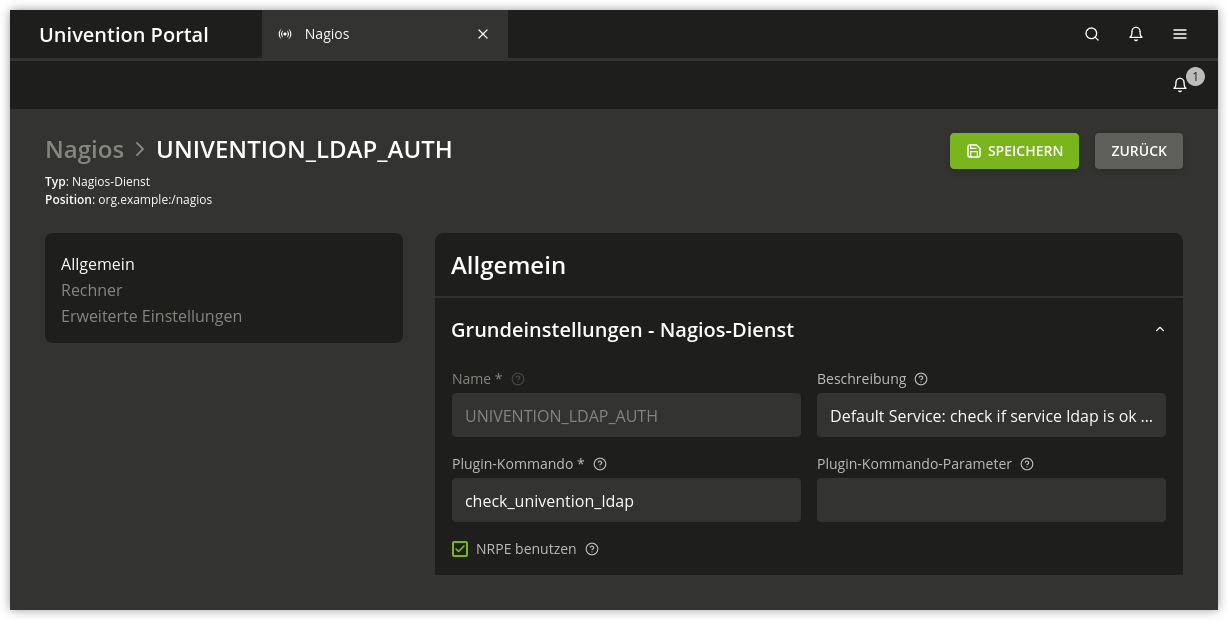 Univention Portal
Nagios
1
Nagios > UNIVENTION_LDAP_AUTH
SPEICHERN
ZURÜCK
Typ: Nagios-Dienst
Position: org.example:/nagios
Allgemein
Rechner
Erweiterte Einstellungen
Allgemein
Grundeinstellungen - Nagios-Dienst
Name *
Beschreibung
UNIVENTION_LDAP_AUTH
Default Service: check if service ldap is ok ...
Plugin-Kommando *
Plugin-Kommando-Parameter
check_univention_ldap
NRPE benutzen